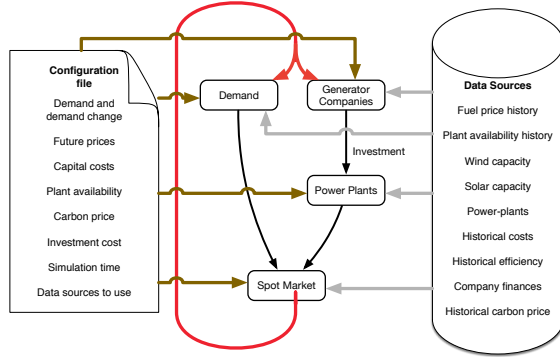 Configuration
file
Demand and
demand change
Future prices
Capital costs
Plant availability
Carbon price
Investment cost
Simulation time
Data sources to use
Demand
Generator
Companies
Investment
Power Plants
Spot Market
Data Sources
Fuel price history
Plant availability history
Wind capacity
Solar capacity
Power-plants
Historical costs
Historical efficiency
Company finances
Historical carbon price